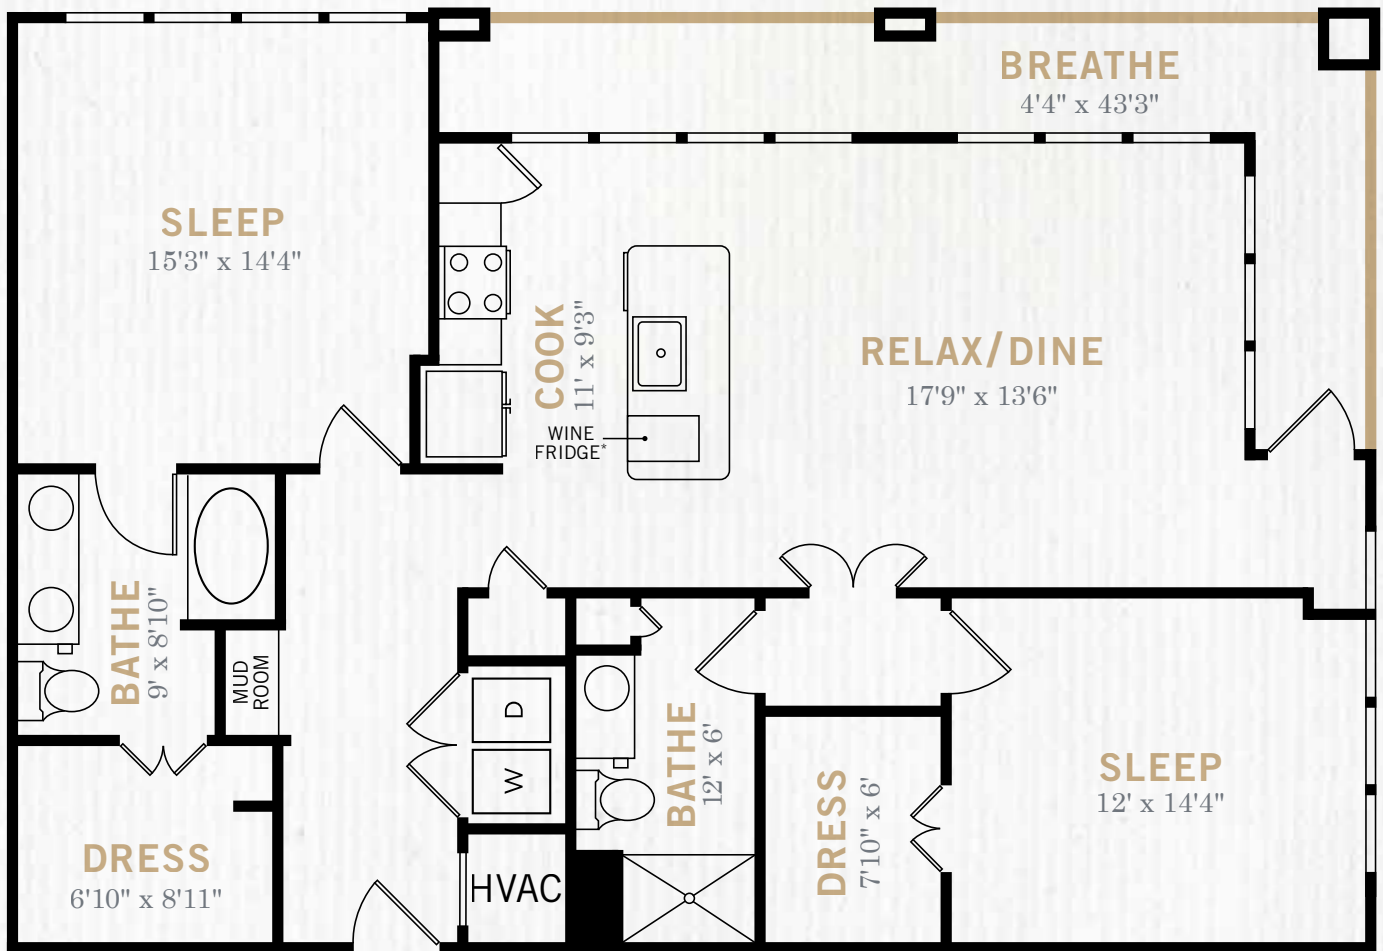 BREATHE
4'4" x 43'3"
SLEEP
15'3" x 14'4"
COOK
11' x 9'3"
RELAX/DINE
17'9" x 13'6"
WINE
FRIDGE*
BATHE
9' x 8'10"
MUD
ROOM
D
W
BATHE
12' x 6'
SLEEP
12' x 14'4"
DRESS
7'10" x 6'
DRESS
6'10" x 8'11"
HVAC